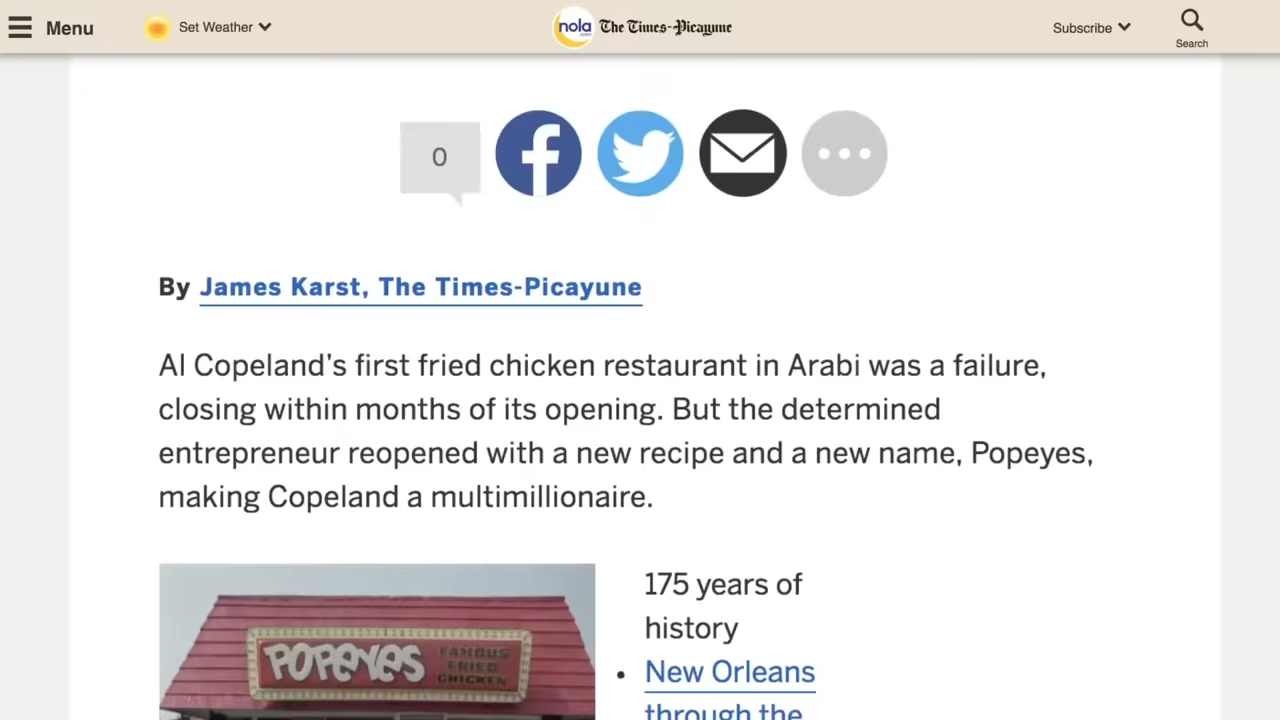 Menu
Set Weather
nola
.com
The Times-Picayune
Subscribe
Search
0
By James Karst, The Times-Picayune
Al Copeland's first fried chicken restaurant in Arabi was a failure,
closing within months of its opening. But the determined
entrepreneur reopened with a new recipe and a new name, Popeyes,
making Copeland a multimillionaire.
POPEYES
FAMOUS
FRIED
CHICKEN
175 years of
history
• New Orleans
through the